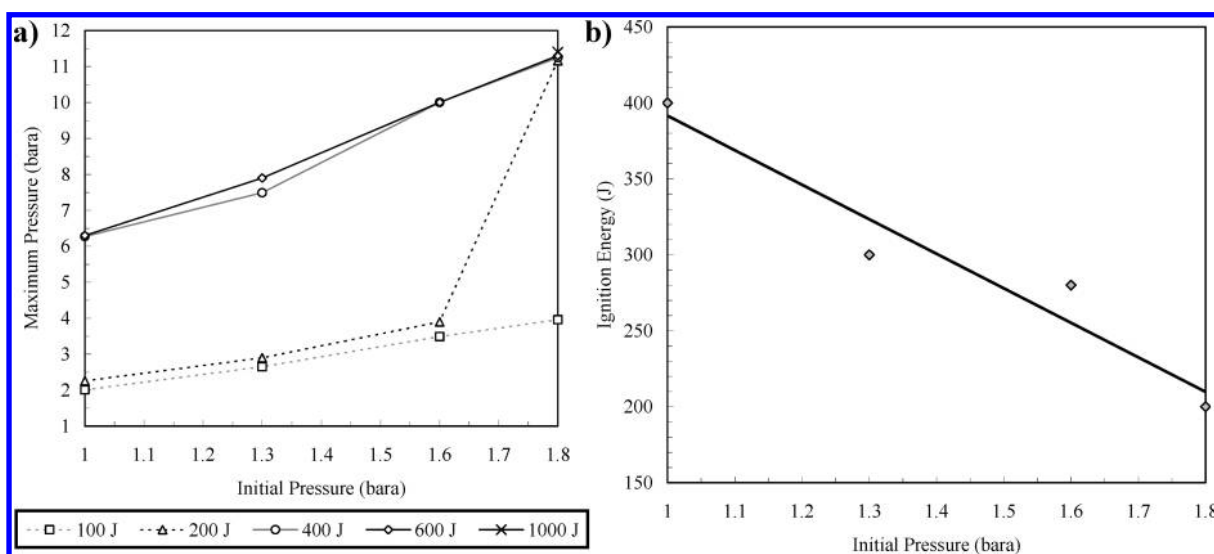 a)
12
11
10
9
8
7
6
5
4
3
2
1
Maximum Pressure (bara)
1 1.1 1.2 1.3 1.4 1.5 1.6 1.7 1.8
Initial Pressure (bara)
100 J 200 J 400 J 600 J 1000 J
b)
450
400
350
300
250
200
150
Ignition Energy (J)
1 1.1 1.2 1.3 1.4 1.5 1.6 1.7 1.8
Initial Pressure (bara)